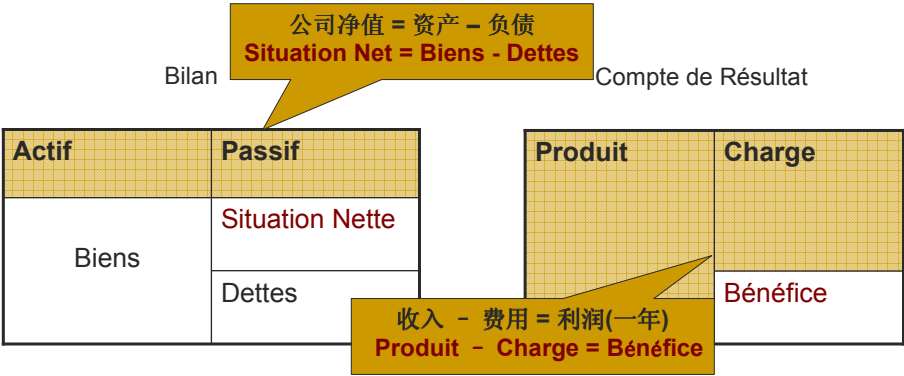 公司净值 = 资产 – 负债
Situation Net = Biens - Dettes
Bilan
Compte de Résultat
Actif
Passif
Produit
Charge
Situation Nette
Biens
Dettes
Bénéfice
收入 - 费用 = 利润(一年)
Produit - Charge = Bénéfice